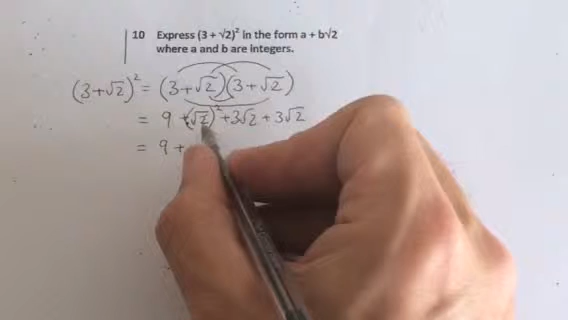 10 Express (3 + √2)² in the form a + b√2
where a and b are integers.
(3+√2)² = (3+√2)(3+√2)
= 9 +(√2)² +3√2 +3√2
= 9 +